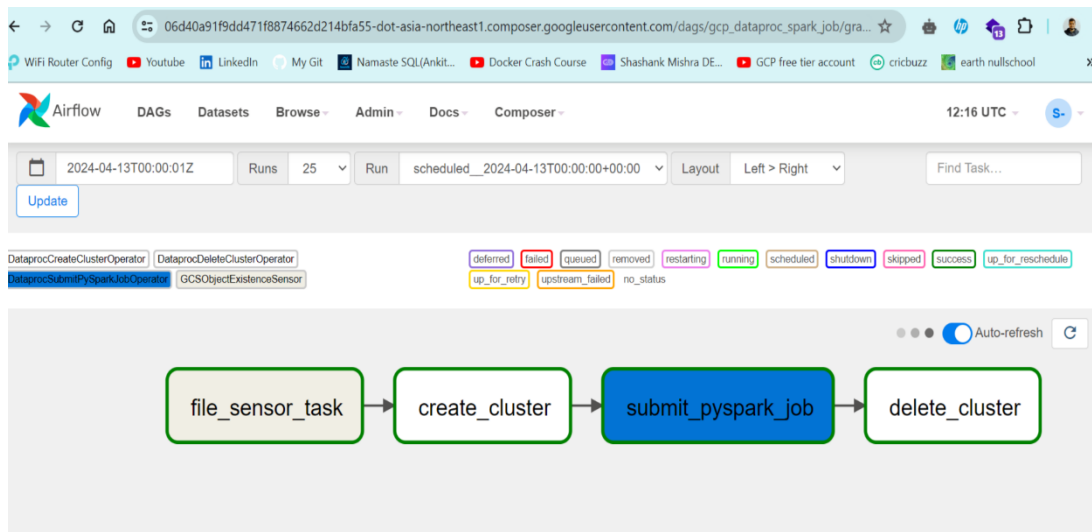 06d40a91f9dd471f8874662d214bfa55-dot-asia-northeast1.composer.googleusercontent.com/dags/gcp_dataproc_spark_job/gra...
13
WiFi Router Config Youtube LinkedIn My Git Namaste SQL(Ankit... Docker Crash Course Shashank Mishra DE... GCP free tier account cricbuzz earth nullschool
Airflow DAGs Datasets Browse Admin Docs Composer 12:16 UTC S-
2024-04-13T00:00:01Z Runs 25 Run scheduled__2024-04-13T00:00:00+00:00 Layout Left > Right Find Task...
Update
DataprocCreateClusterOperator DataprocDeleteClusterOperator deferred failed queued removed restarting running scheduled shutdown skipped success up_for_reschedule
DataprocSubmitPySparkJobOperator GCSObjectExistenceSensor up_for_retry upstream_failed no_status
Auto-refresh
file_sensor_task create_cluster submit_pyspark_job delete_cluster